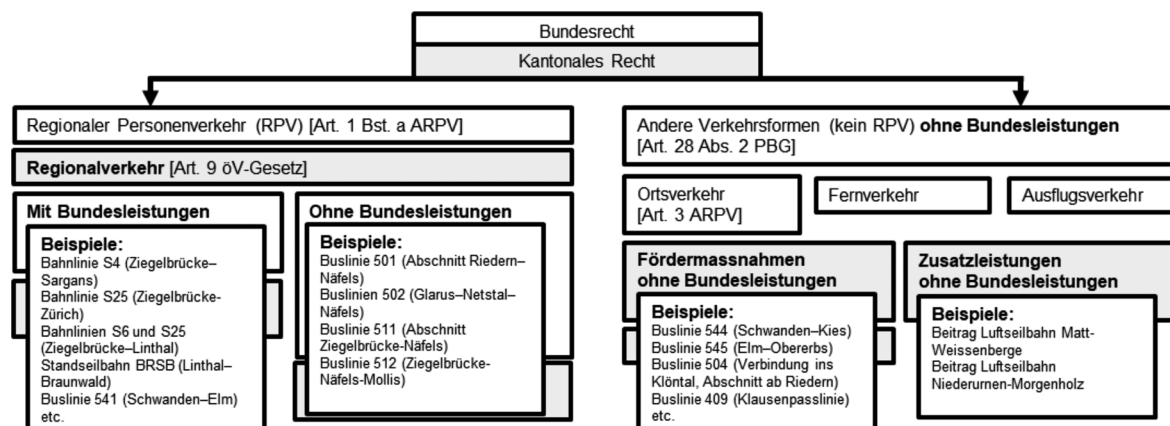 Bundesrecht
Kantonales Recht
Regionaler Personenverkehr (RPV) [Art. 1 Bst. a ARPV]
Regionalverkehr [Art. 9 öV-Gesetz]
Mit Bundesleistungen
Beispiele:
Bahnlinie S4 (Ziegelbrücke–
Sargans)
Bahnlinie S25 (Ziegelbrücke-
Zürich)
Bahnlinien S6 und S25
(Ziegelbrücke–Linthal)
Standseilbahn BRSB (Linthal–
Braunwald)
Buslinie 541 (Schwanden–Elm)
etc.
Ohne Bundesleistungen
Beispiele:
Buslinie 501 (Abschnitt Riedern–
Näfels)
Buslinien 502 (Glarus–Netstal–
Näfels)
Buslinie 511 (Abschnitt
Ziegelbrücke-Näfels)
Buslinie 512 (Ziegelbrücke-
Näfels-Mollis)
Andere Verkehrsformen (kein RPV) ohne Bundesleistungen
[Art. 28 Abs. 2 PBG]
Ortsverkehr
[Art. 3 ARPV]
Fernverkehr
Ausflugsverkehr
Fördermassnahmen
ohne Bundesleistungen
Beispiele:
Buslinie 544 (Schwanden–Kies)
Buslinie 545 (Elm–Obererbs)
Buslinie 504 (Verbindung ins
Klöntal, Abschnitt ab Riedern)
Buslinie 409 (Klausenpasslinie)
etc.
Zusatzleistungen
ohne Bundesleistungen
Beispiele:
Beitrag Luftseilbahn Matt-
Weissenberge
Beitrag Luftseilbahn
Niederurnen-Morgenholz